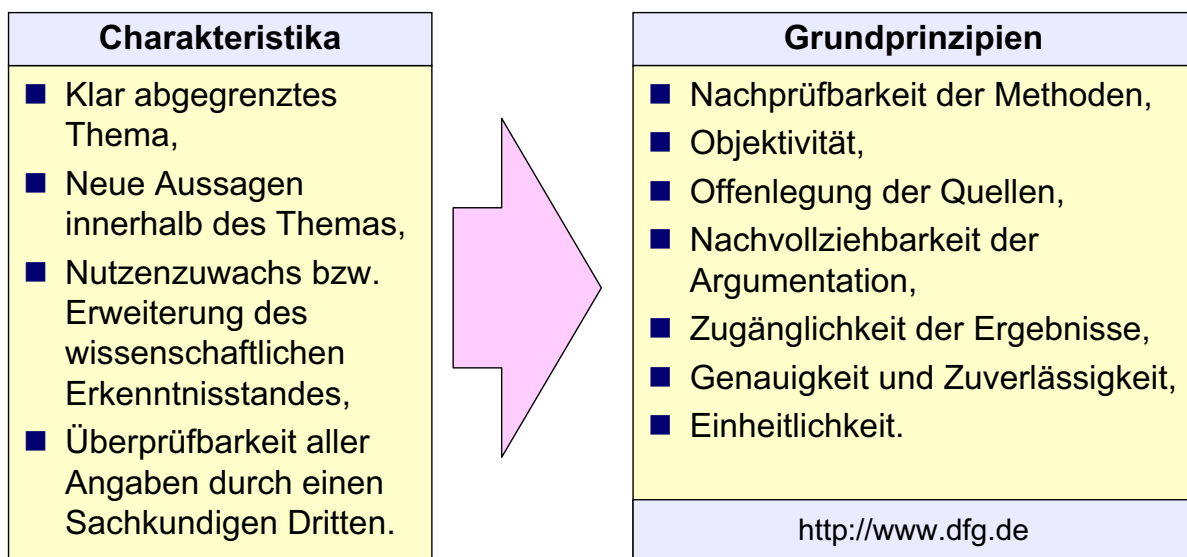 Charakteristika
Klar abgegrenztes
Thema,
Neue Aussagen
innerhalb des Themas,
Nutzenzuwachs bzw.
Erweiterung des
wissenschaftlichen
Erkenntnisstandes,
Überprüfbarkeit aller
Angaben durch einen
Sachkundigen Dritten.
Grundprinzipien
Nachprüfbarkeit der Methoden,
Objektivität,
Offenlegung der Quellen,
Nachvollziehbarkeit der
Argumentation,
Zugänglichkeit der Ergebnisse,
Genauigkeit und Zuverlässigkeit,
Einheitlichkeit.
http://www.dfg.de